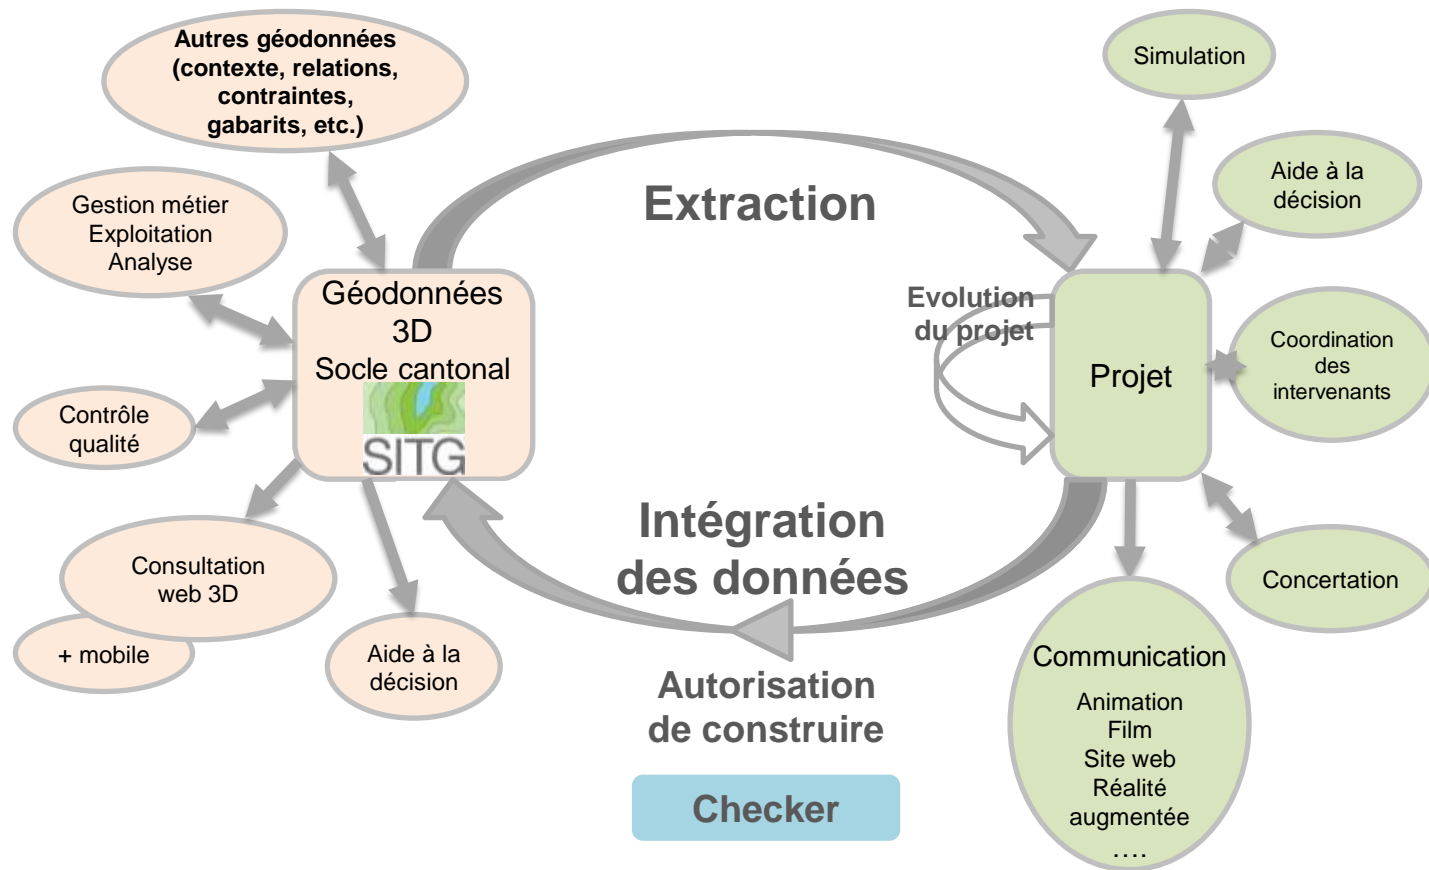 Autres géodonnées
(contexte, relations,
contraintes,
gabarits, etc.)
Gestion métier
Exploitation
Analyse
Contrôle
qualité
Consultation
web 3D
+ mobile
Aide à la
décision
Géodonnées
3D
Socle cantonal
SITG
Extraction
Evolution
du projet
Intégration
des données
Autorisation
de construire
Checker
Projet
Simulation
Aide à la
décision
Coordination
des
intervenants
Concertation
Communication
Animation
Film
Site web
Réalité
augmentée
....